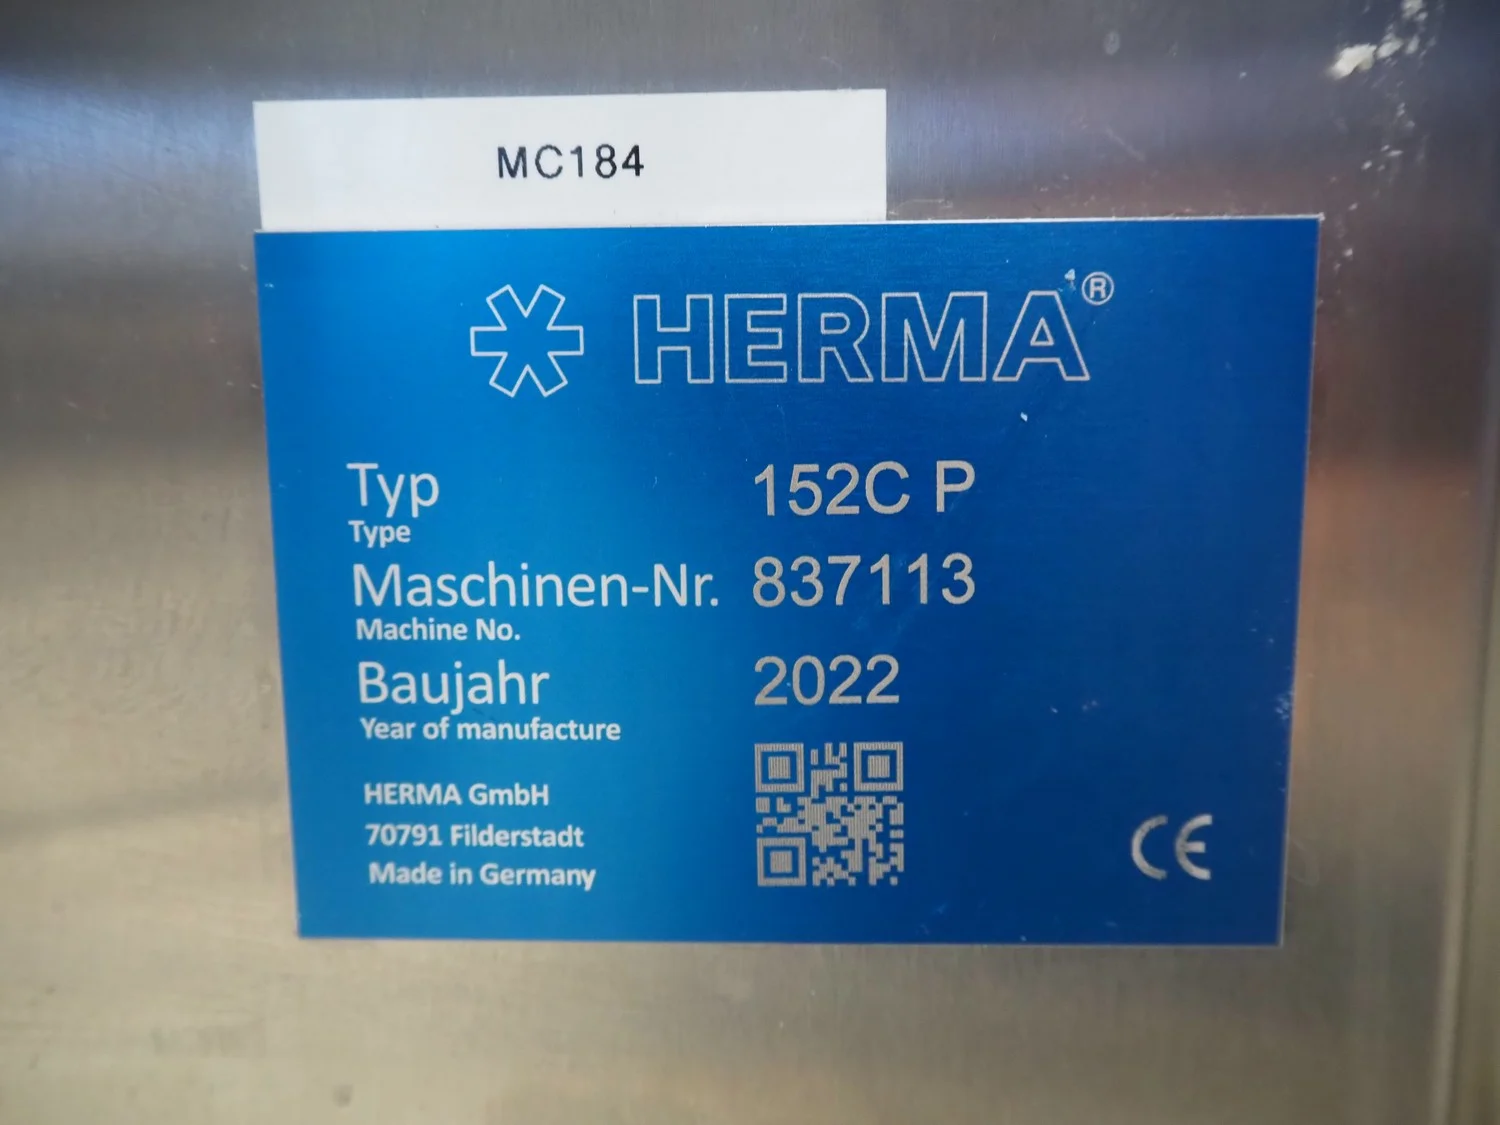 MC184
HERMA®
Typ 152C P
Type
Maschinen-Nr. 837113
Machine No.
Baujahr 2022
Year of manufacture
HERMA GmbH
70791 Filderstadt
Made in Germany
CE